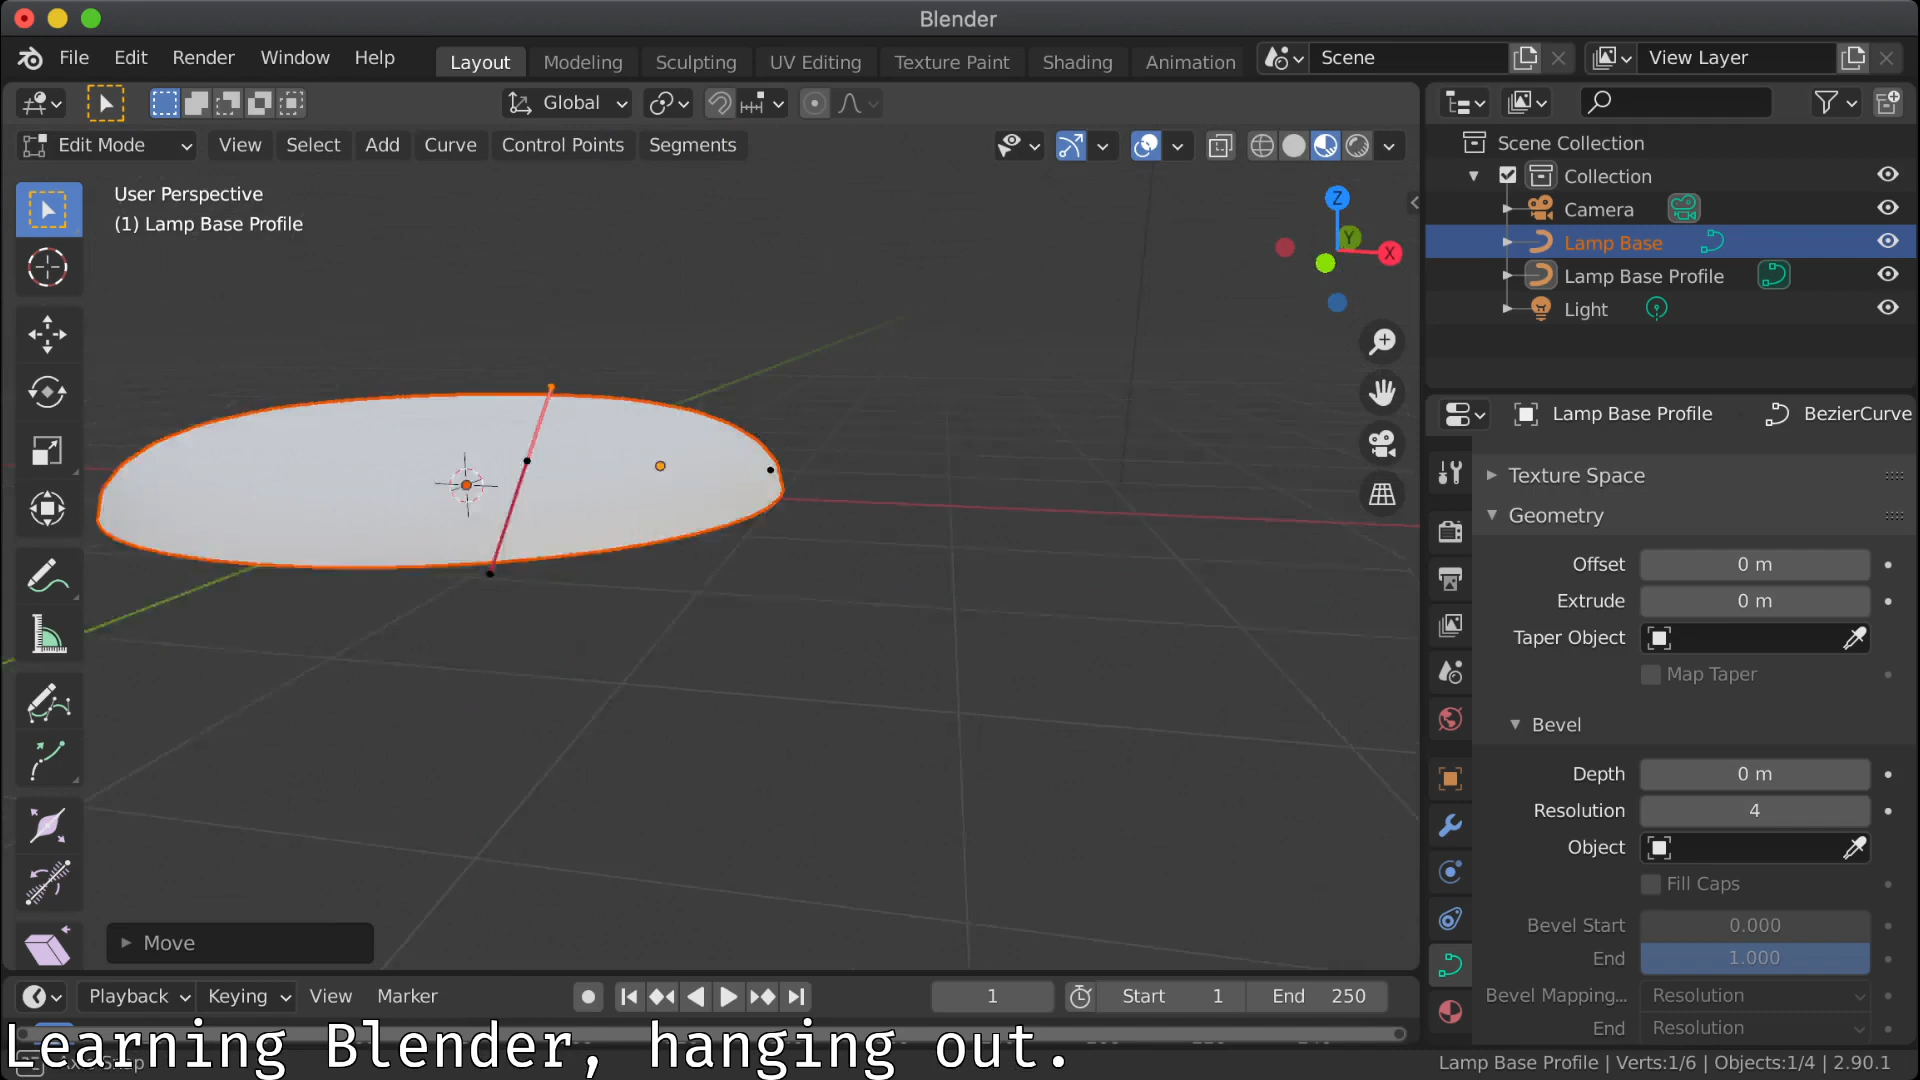 Blender
File Edit Render Window Help Layout Modeling Sculpting UV Editing Texture Paint Shading Animation Scene View Layer
Global
Edit Mode View Select Add Curve Control Points Segments
User Perspective
(1) Lamp Base Profile
Z
Y
X
Scene Collection
Collection
Camera
Lamp Base
Lamp Base Profile
Light
Lamp Base Profile BezierCurve
Texture Space
Geometry
Offset 0 m
Extrude 0 m
Taper Object
Map Taper
Bevel
Depth 0 m
Resolution 4
Object
Fill Caps
Bevel Start 0.000
End 1.000
Bevel Mapping... Resolution
End Resolution
Move
Playback Keying View Marker 1 Start 1 End 250
Learning Blender, hanging out.
Lamp Base Profile | Verts:1/6 | Objects:1/4 | 2.90.1